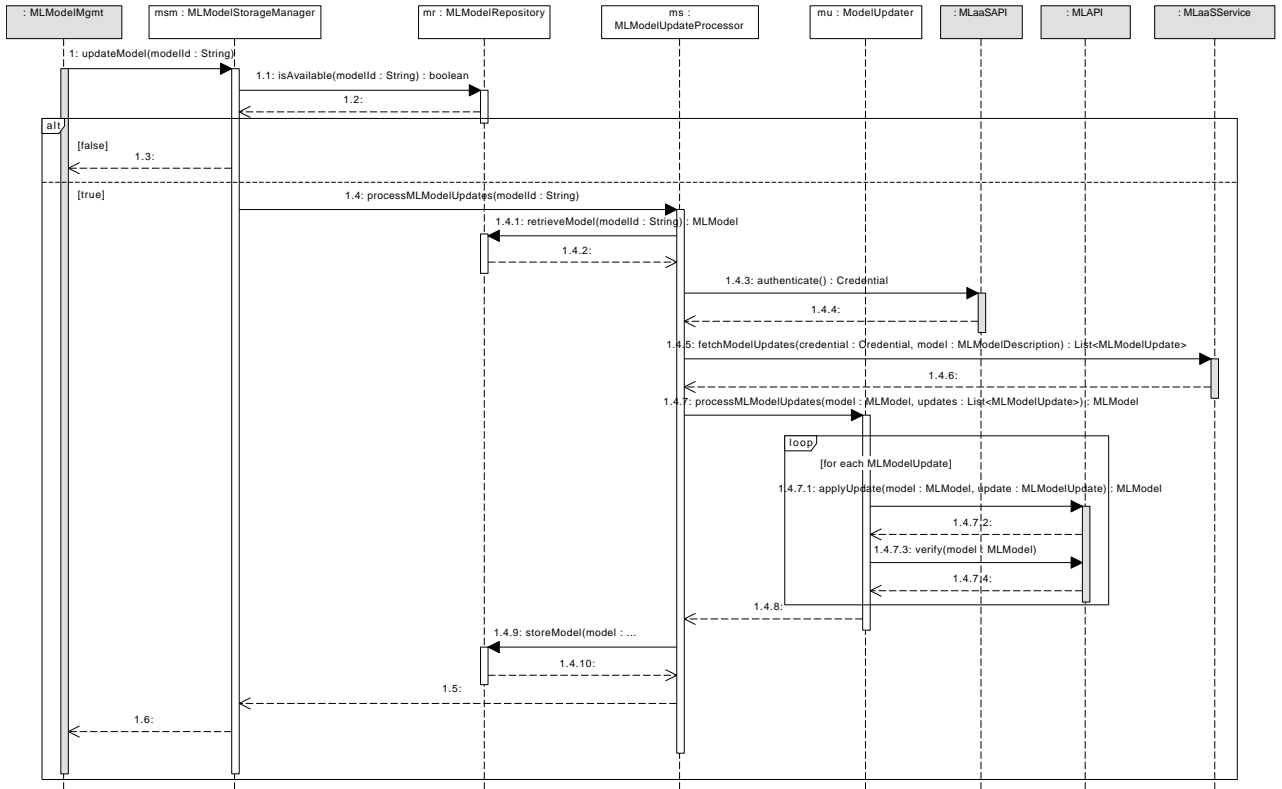 : MLModelMgmt
msm : MLModelStorageManager
mr : MLModelRepository
ms :
MLModelUpdateProcessor
mu : ModelUpdater
: MLaaSAPI
: MLAPI
: MLaaSService
1: updateModel(modelId : String)
1.1: isAvailable(modelId : String) : boolean
1.2:
alt
[false]
1.3:
[true]
1.4: processMLModelUpdates(modelId : String)
1.4.1: retrieveModel(modelId : String) : MLModel
1.4.2:
1.4.3: authenticate() : Credential
1.4.4:
1.4.5: fetchModelUpdates(credential : Credential, model : MLModelDescription) : List<MLModelUpdate>
1.4.6:
1.4.7: processMLModelUpdates(model : MLModel, updates : List<MLModelUpdate>) : MLModel
loop
[for each MLModelUpdate]
1.4.7.1: applyUpdate(model : MLModel, update : MLModelUpdate) : MLModel
1.4.7.2:
1.4.7.3: verify(model : MLModel)
1.4.7.4:
1.4.8:
1.4.9: storeModel(model : ...
1.4.10:
1.5:
1.6: